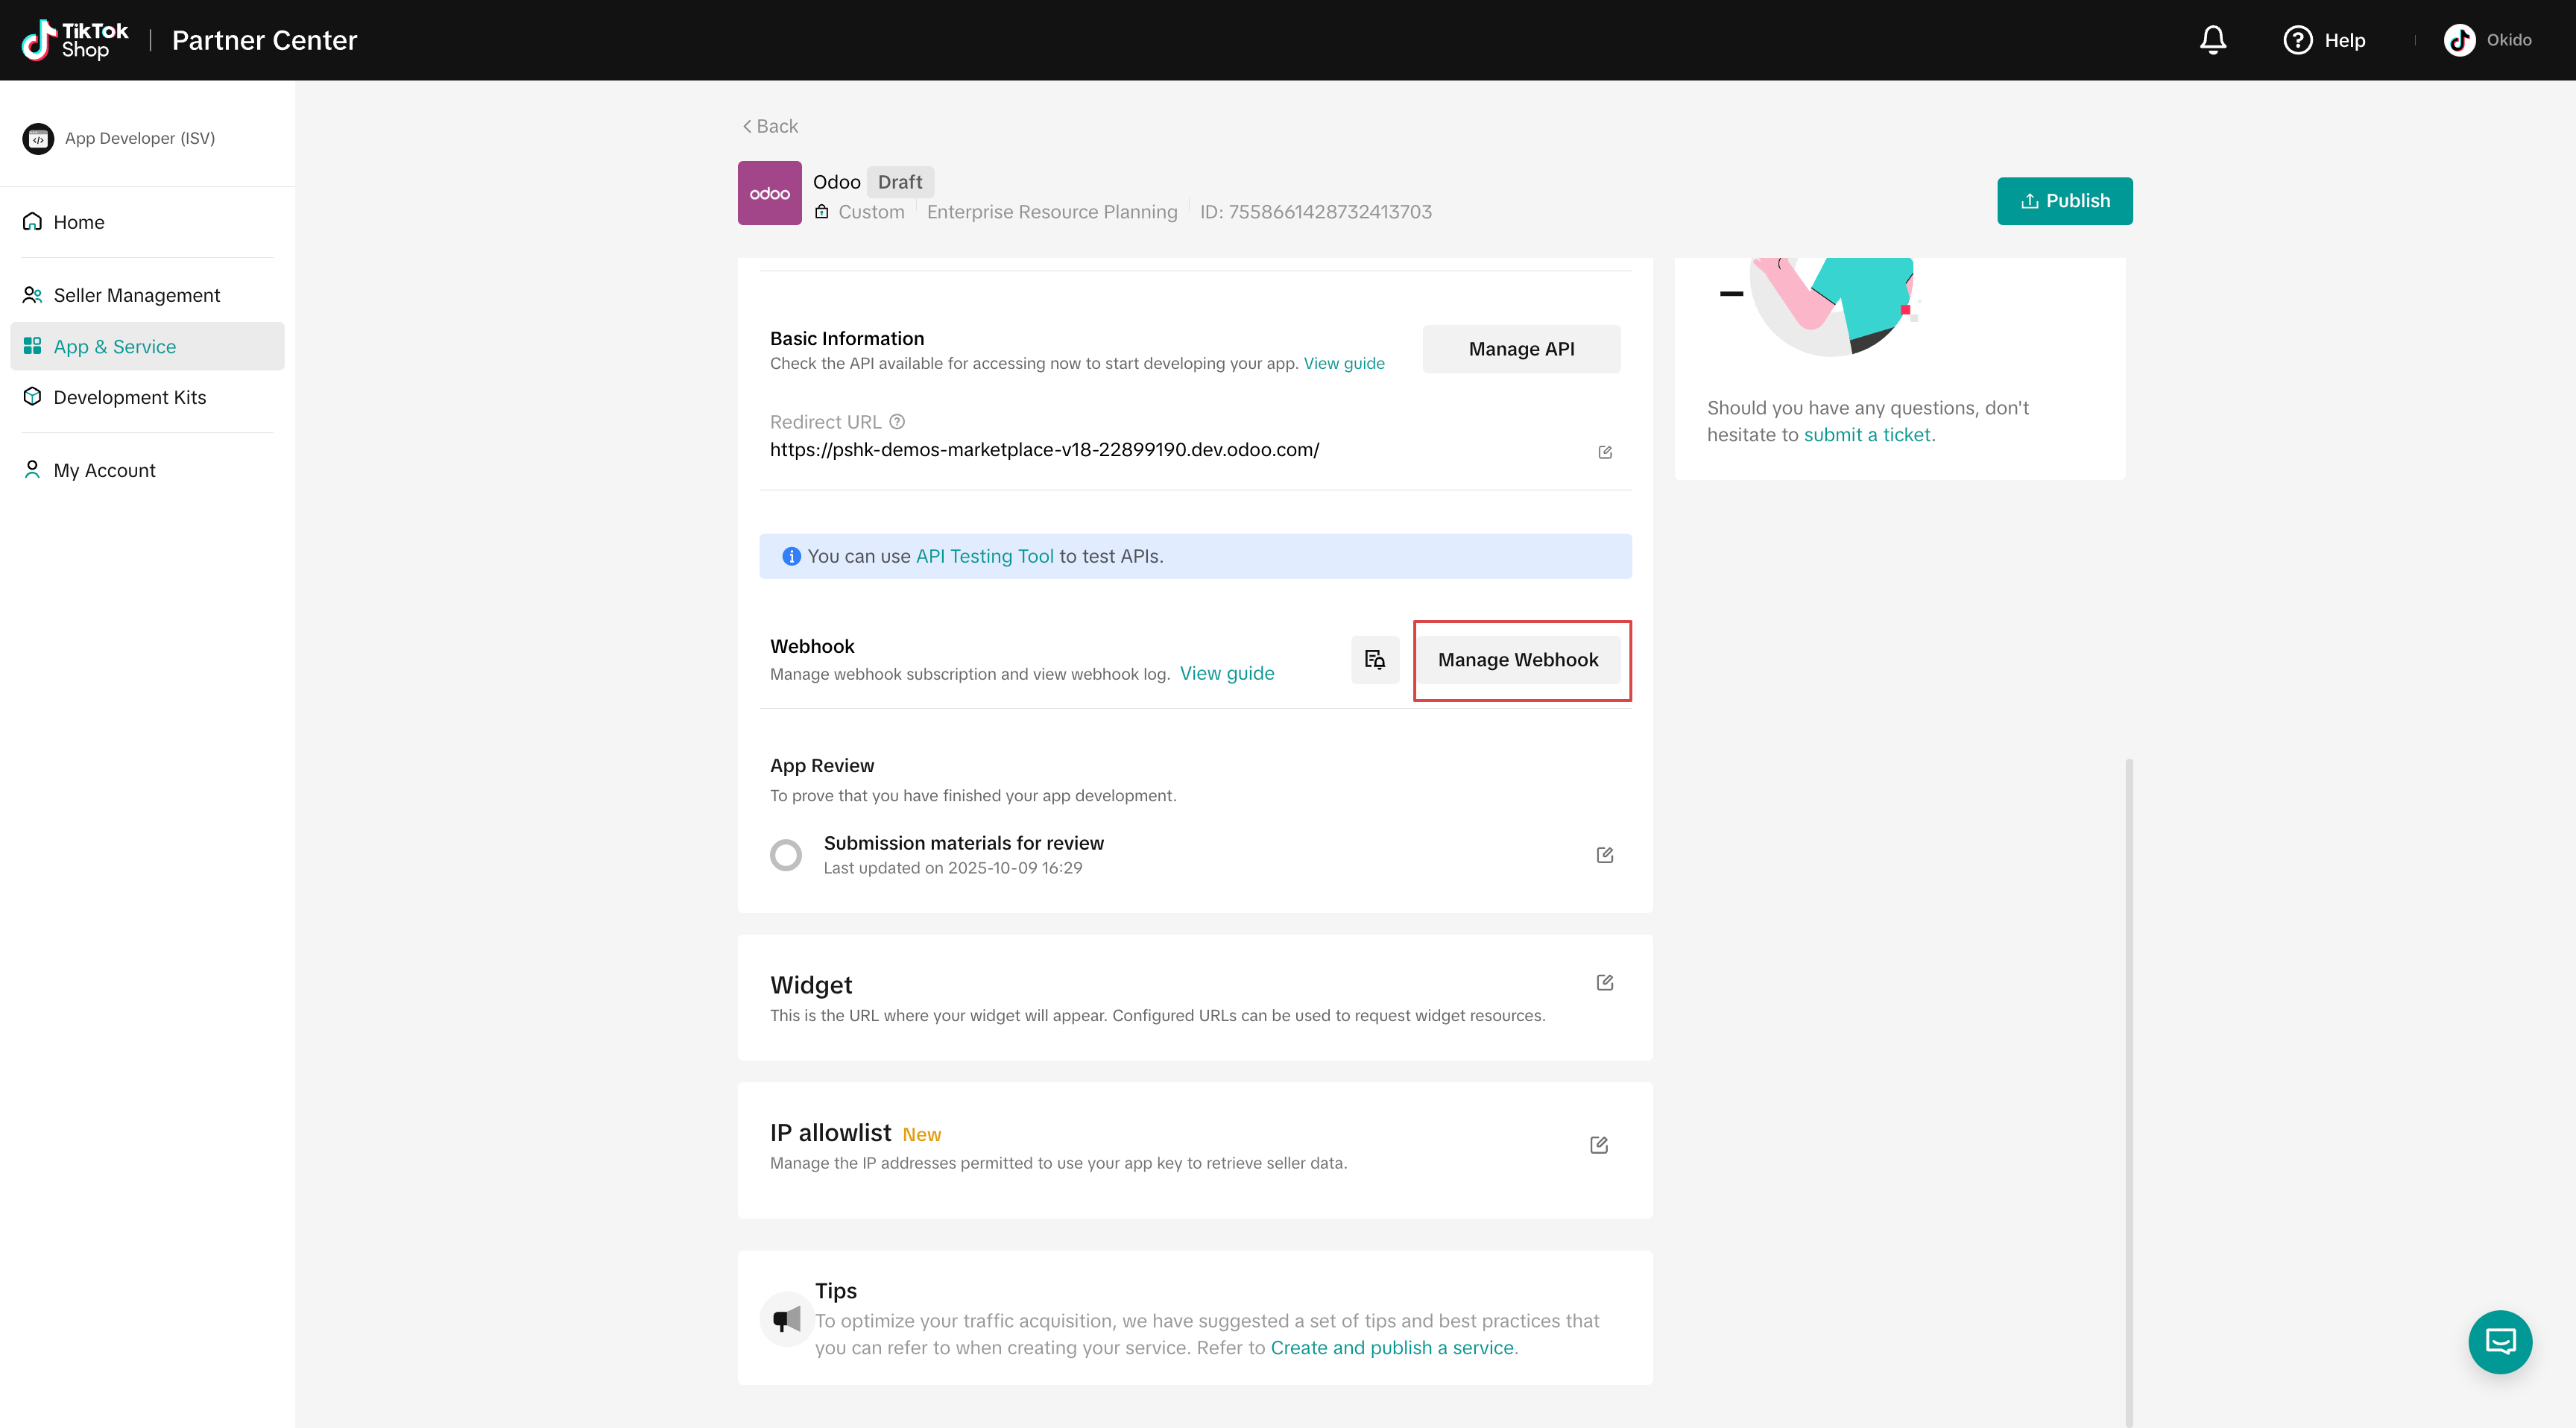 TikTok
Shop
Partner Center
Help
Okido
App Developer (ISV)
Home
Seller Management
App & Service
Development Kits
My Account
Back
odoo
Odoo Draft
Custom Enterprise Resource Planning ID: 7558661428732413703
Publish
Basic Information
Check the API available for accessing now to start developing your app. View guide
Manage API
Redirect URL
https://pshk-demos-marketplace-v18-22899190.dev.odoo.com/
You can use API Testing Tool to test APIs.
Webhook
Manage webhook subscription and view webhook log. View guide
Manage Webhook
App Review
To prove that you have finished your app development.
Submission materials for review
Last updated on 2025-10-09 16:29
Widget
This is the URL where your widget will appear. Configured URLs can be used to request widget resources.
IP allowlist New
Manage the IP addresses permitted to use your app key to retrieve seller data.
Tips
To optimize your traffic acquisition, we have suggested a set of tips and best practices that
you can refer to when creating your service. Refer to Create and publish a service.
Should you have any questions, don't
hesitate to submit a ticket.